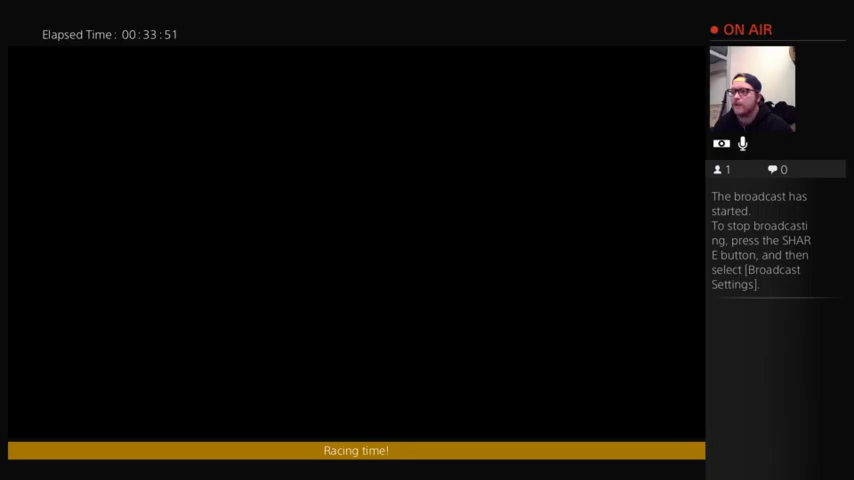 Elapsed Time: 00:33:51
ON AIR
1 0
The broadcast has
started.
To stop broadcasti
ng, press the SHAR
E button, and then
select [Broadcast
Settings].
Racing time!